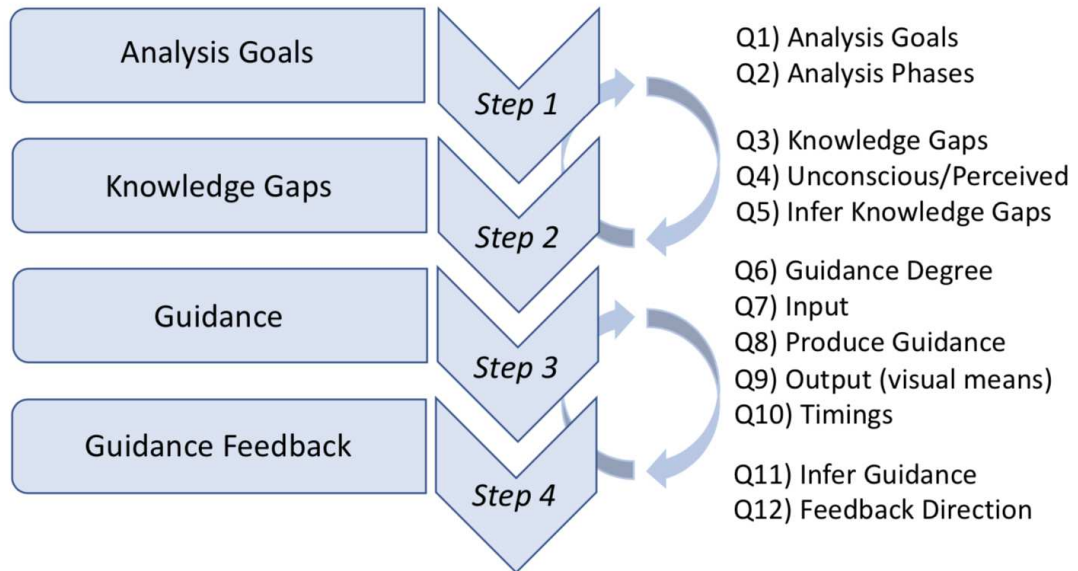 Analysis Goals
Step 1
Knowledge Gaps
Step 2
Guidance
Step 3
Guidance Feedback
Step 4
Q1) Analysis Goals
Q2) Analysis Phases
Q3) Knowledge Gaps
Q4) Unconscious/Perceived
Q5) Infer Knowledge Gaps
Q6) Guidance Degree
Q7) Input
Q8) Produce Guidance
Q9) Output (visual means)
Q10) Timings
Q11) Infer Guidance
Q12) Feedback Direction